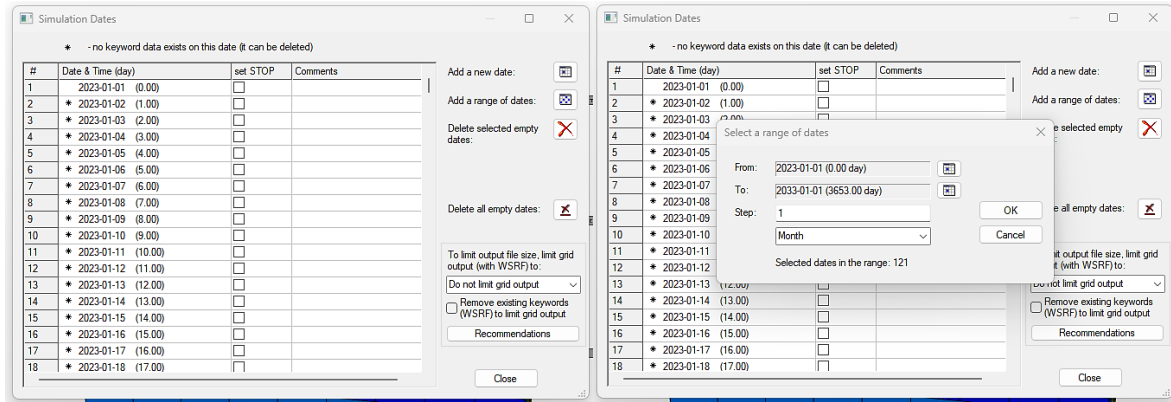 Simulation Dates
* - no keyword data exists on this date (it can be deleted)
# Date & Time (day) set STOP Comments
1 2023-01-01 (0.00)
2 * 2023-01-02 (1.00)
3 * 2023-01-03 (2.00)
4 * 2023-01-04 (3.00)
5 * 2023-01-05 (4.00)
6 * 2023-01-06 (5.00)
7 * 2023-01-07 (6.00)
8 * 2023-01-08 (7.00)
9 * 2023-01-09 (8.00)
10 * 2023-01-10 (9.00)
11 * 2023-01-11 (10.00)
12 * 2023-01-12 (11.00)
13 * 2023-01-13 (12.00)
14 * 2023-01-14 (13.00)
15 * 2023-01-15 (14.00)
16 * 2023-01-16 (15.00)
17 * 2023-01-17 (16.00)
18 * 2023-01-18 (17.00)
Add a new date:
Add a range of dates:
Delete selected empty
dates:
Delete all empty dates:
To limit output file size, limit grid
output (with WSRF) to:
Do not limit grid output
Remove existing keywords
(WSRF) to limit grid output
Recommendations
Close
Simulation Dates
* - no keyword data exists on this date (it can be deleted)
# Date & Time (day) set STOP Comments
1 2023-01-01 (0.00)
2 * 2023-01-02 (1.00)
3 * 2023-01-03 (2.00)
4 * 2023-01-04
5 * 2023-01-05
6 * 2023-01-06
7 * 2023-01-07
8 * 2023-01-08
9 * 2023-01-09
10 * 2023-01-10
11 * 2023-01-11
12 * 2023-01-12
13 * 2023-01-13 (12.00)
14 * 2023-01-14 (13.00)
15 * 2023-01-15 (14.00)
16 * 2023-01-16 (15.00)
17 * 2023-01-17 (16.00)
18 * 2023-01-18 (17.00)
Select a range of dates
From: 2023-01-01 (0.00 day)
To: 2033-01-01 (3653.00 day)
Step: 1
Month
Selected dates in the range: 121
OK
Cancel
Add a new date:
Add a range of dates:
selected empty
all empty dates:
output file size, limit grid
(with WSRF) to:
Do not limit grid output
Remove existing keywords
(WSRF) to limit grid output
Recommendations
Close